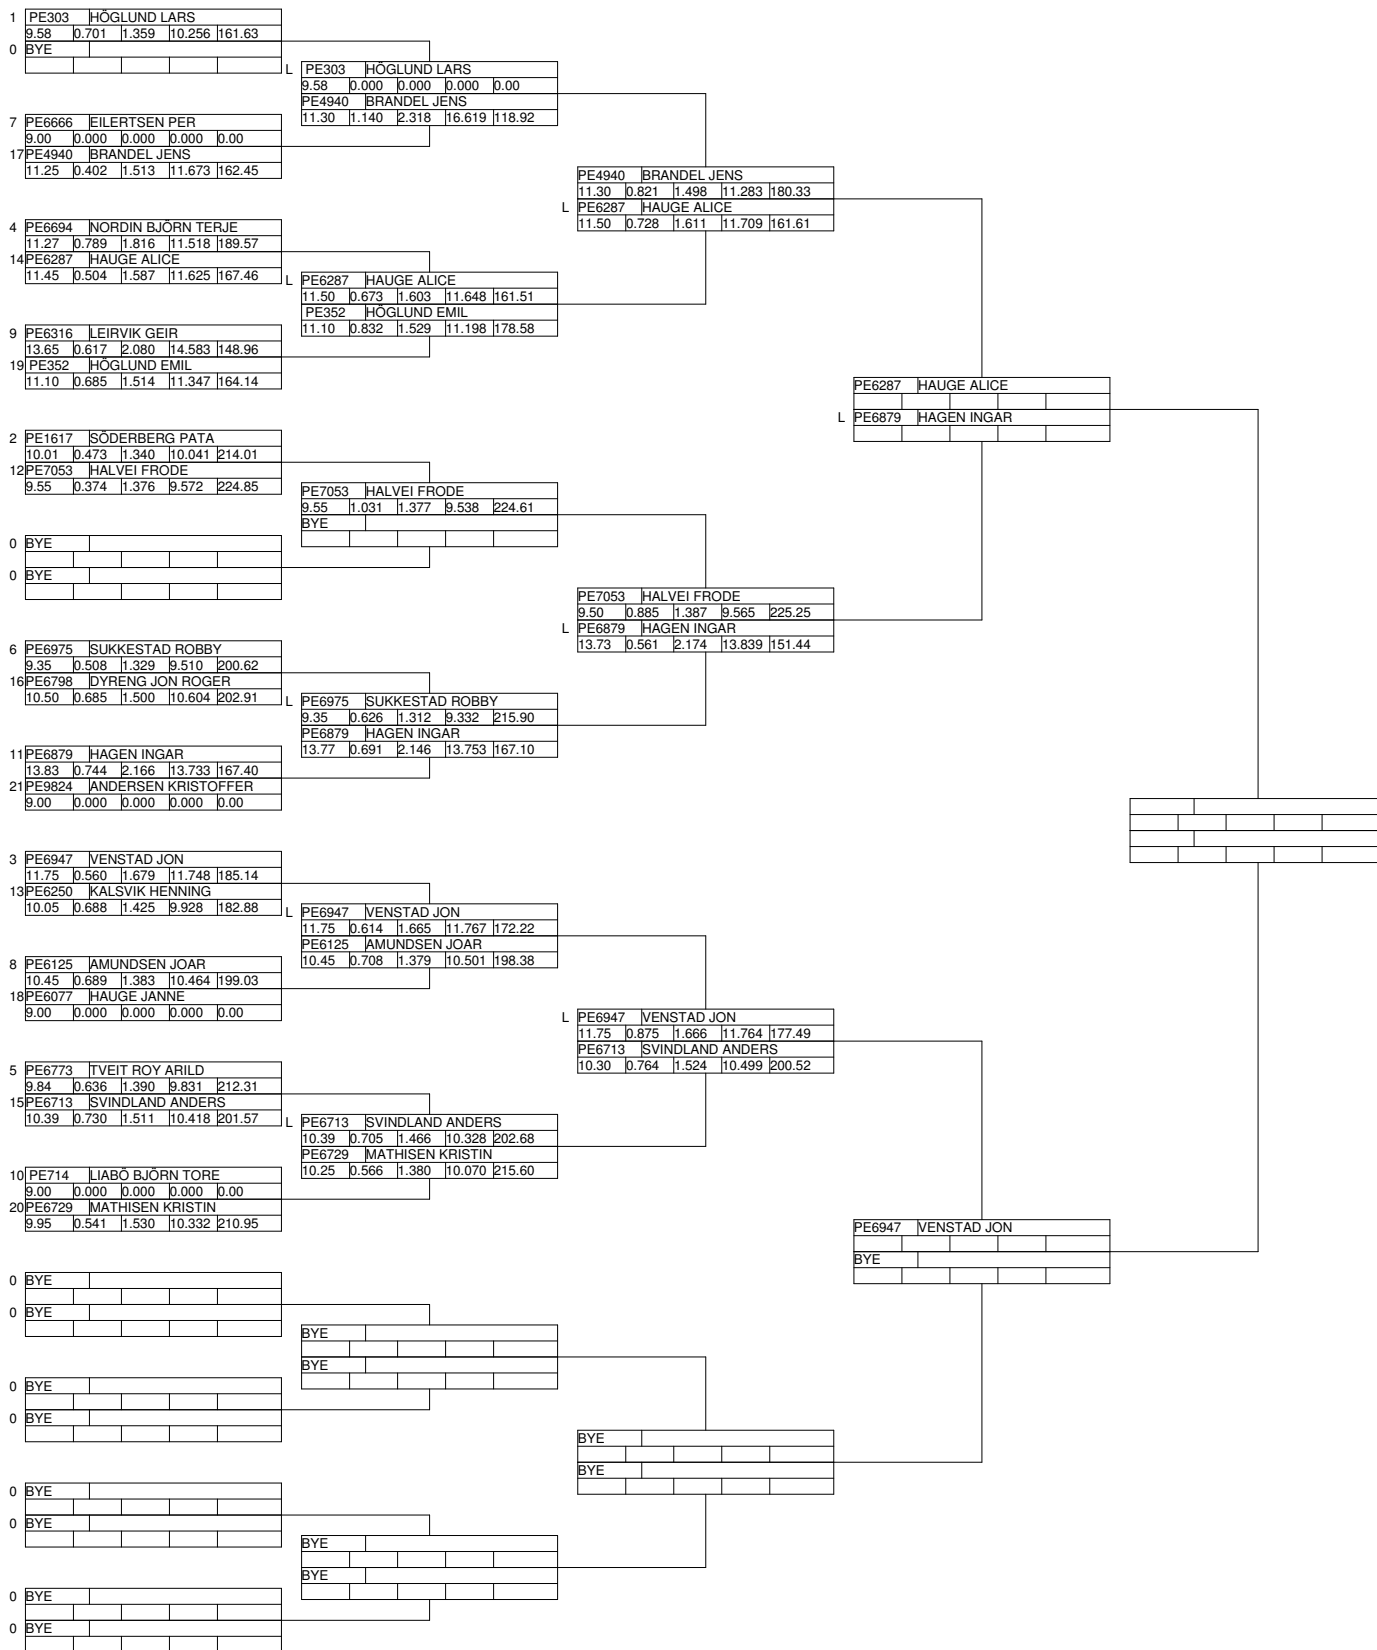 1 PE303 HÖGLUND LARS
9.58 0.701 1.359 10.256 161.63
0 BYE
7 PE6666 EILERTSEN PER
9.00 0.000 0.000 0.000 0.00
17 PE4940 BRANDEL JENS
11.25 0.402 1.513 11.673 162.45
4 PE6694 NORDIN BJÖRN TERJE
11.27 0.789 1.816 11.518 189.57
14 PE6287 HAUGE ALICE
11.45 0.504 1.587 11.625 167.46
9 PE6316 LEIRVIK GEIR
13.65 0.617 2.080 14.583 148.96
19 PE352 HÖGLUND EMIL
11.10 0.685 1.514 11.347 164.14
2 PE1617 SÖDERBERG PATA
10.01 0.473 1.340 10.041 214.01
12 PE7053 HALVEI FRODE
9.55 0.374 1.376 9.572 224.85
0 BYE
0 BYE
6 PE6975 SUKKESTAD ROBBY
9.35 0.508 1.329 9.510 200.62
16 PE6798 DYRENG JON ROGER
10.50 0.685 1.500 10.604 202.91
11 PE6879 HAGEN INGAR
13.83 0.744 2.166 13.733 167.40
21 PE9824 ANDERSEN KRISTOFFER
9.00 0.000 0.000 0.000 0.00
3 PE6947 VENSTAD JON
11.75 0.560 1.679 11.748 185.14
13 PE6250 KALSVIK HENNING
10.05 0.688 1.425 9.928 182.88
8 PE6125 AMUNDSEN JOAR
10.45 0.689 1.383 10.464 199.03
18 PE6077 HAUGE JANNE
9.00 0.000 0.000 0.000 0.00
5 PE6773 TVEIT ROY ARILD
9.84 0.636 1.390 9.831 212.31
15 PE6713 SVINDLAND ANDERS
10.39 0.730 1.511 10.418 201.57
10 PE714 LIABÖ BJÖRN TORE
9.00 0.000 0.000 0.000 0.00
20 PE6729 MATHISEN KRISTIN
9.95 0.541 1.530 10.332 210.95
0 BYE
0 BYE
0 BYE
0 BYE
0 BYE
0 BYE
0 BYE
0 BYE
L PE303 HÖGLUND LARS
9.58 0.000 0.000 0.000 0.00
PE4940 BRANDEL JENS
11.30 1.140 2.318 16.619 118.92
L PE6287 HAUGE ALICE
11.50 0.673 1.603 11.648 161.51
PE352 HÖGLUND EMIL
11.10 0.832 1.529 11.198 178.58
PE7053 HALVEI FRODE
9.55 1.031 1.377 9.538 224.61
BYE
L PE6975 SUKKESTAD ROBBY
9.35 0.626 1.312 9.332 215.90
PE6879 HAGEN INGAR
13.77 0.691 2.146 13.753 167.10
L PE6947 VENSTAD JON
11.75 0.614 1.665 11.767 172.22
PE6125 AMUNDSEN JOAR
10.45 0.708 1.379 10.501 198.38
L PE6713 SVINDLAND ANDERS
10.39 0.705 1.466 10.328 202.68
PE6729 MATHISEN KRISTIN
10.25 0.566 1.380 10.070 215.60
BYE
BYE
BYE
BYE
PE4940 BRANDEL JENS
11.30 0.821 1.498 11.283 180.33
L PE6287 HAUGE ALICE
11.50 0.728 1.611 11.709 161.61
PE7053 HALVEI FRODE
9.50 0.885 1.387 9.565 225.25
L PE6879 HAGEN INGAR
13.73 0.561 2.174 13.839 151.44
L PE6947 VENSTAD JON
11.75 0.875 1.666 11.764 177.49
PE6713 SVINDLAND ANDERS
10.30 0.764 1.524 10.499 200.52
BYE
BYE
PE6287 HAUGE ALICE
L PE6879 HAGEN INGAR
PE6947 VENSTAD JON
BYE